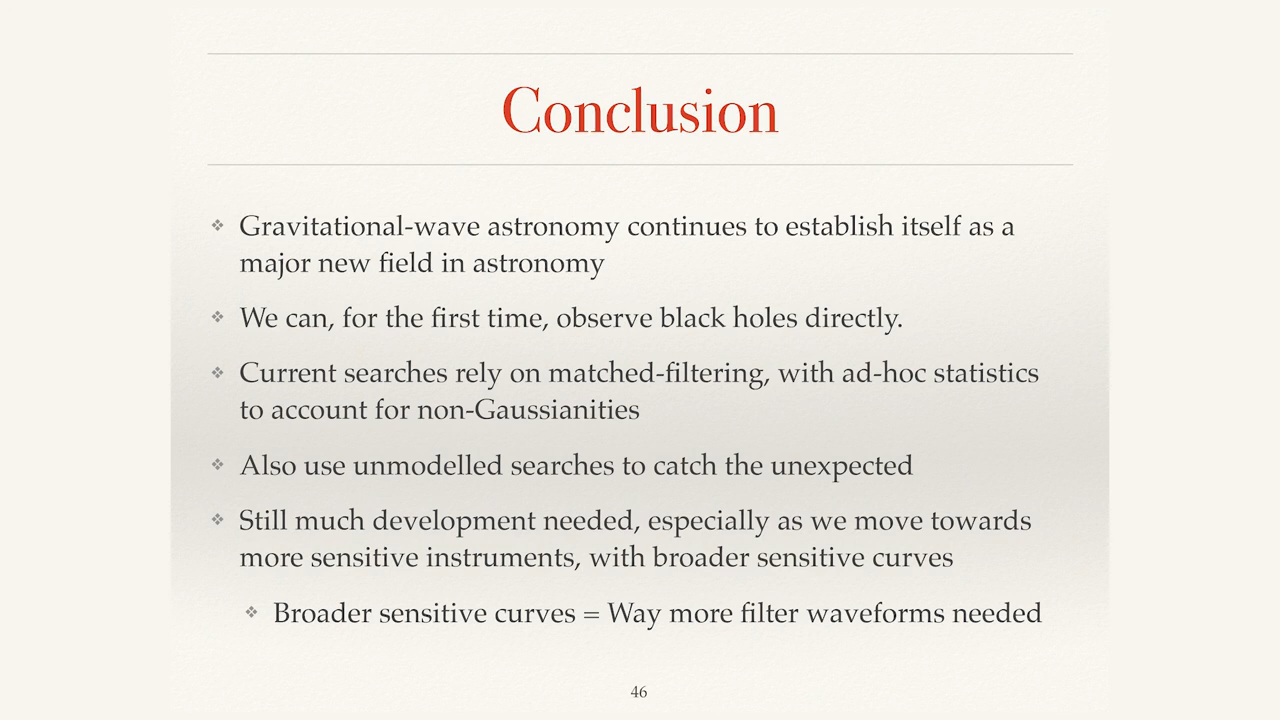 Conclusion
❖ Gravitational-wave astronomy continues to establish itself as a
major new field in astronomy
❖ We can, for the first time, observe black holes directly.
❖ Current searches rely on matched-filtering, with ad-hoc statistics
to account for non-Gaussianities
❖ Also use unmodelled searches to catch the unexpected
❖ Still much development needed, especially as we move towards
more sensitive instruments, with broader sensitive curves
❖ Broader sensitive curves = Way more filter waveforms needed
46